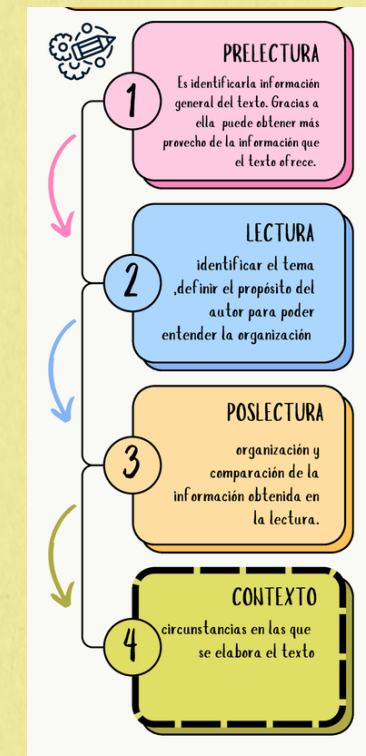 1
PRELECTURA
Es identificarla información
general del texto. Gracias a
ella puede obtener más
provecho de la información que
el texto ofrece.
2
LECTURA
identificar el tema
,definir el propósito del
autor para poder
entender la organización
3
POSLECTURA
organización y
comparación de la
información obtenida en
la lectura.
4
CONTEXTO
circunstancias en las que
se elabora el texto